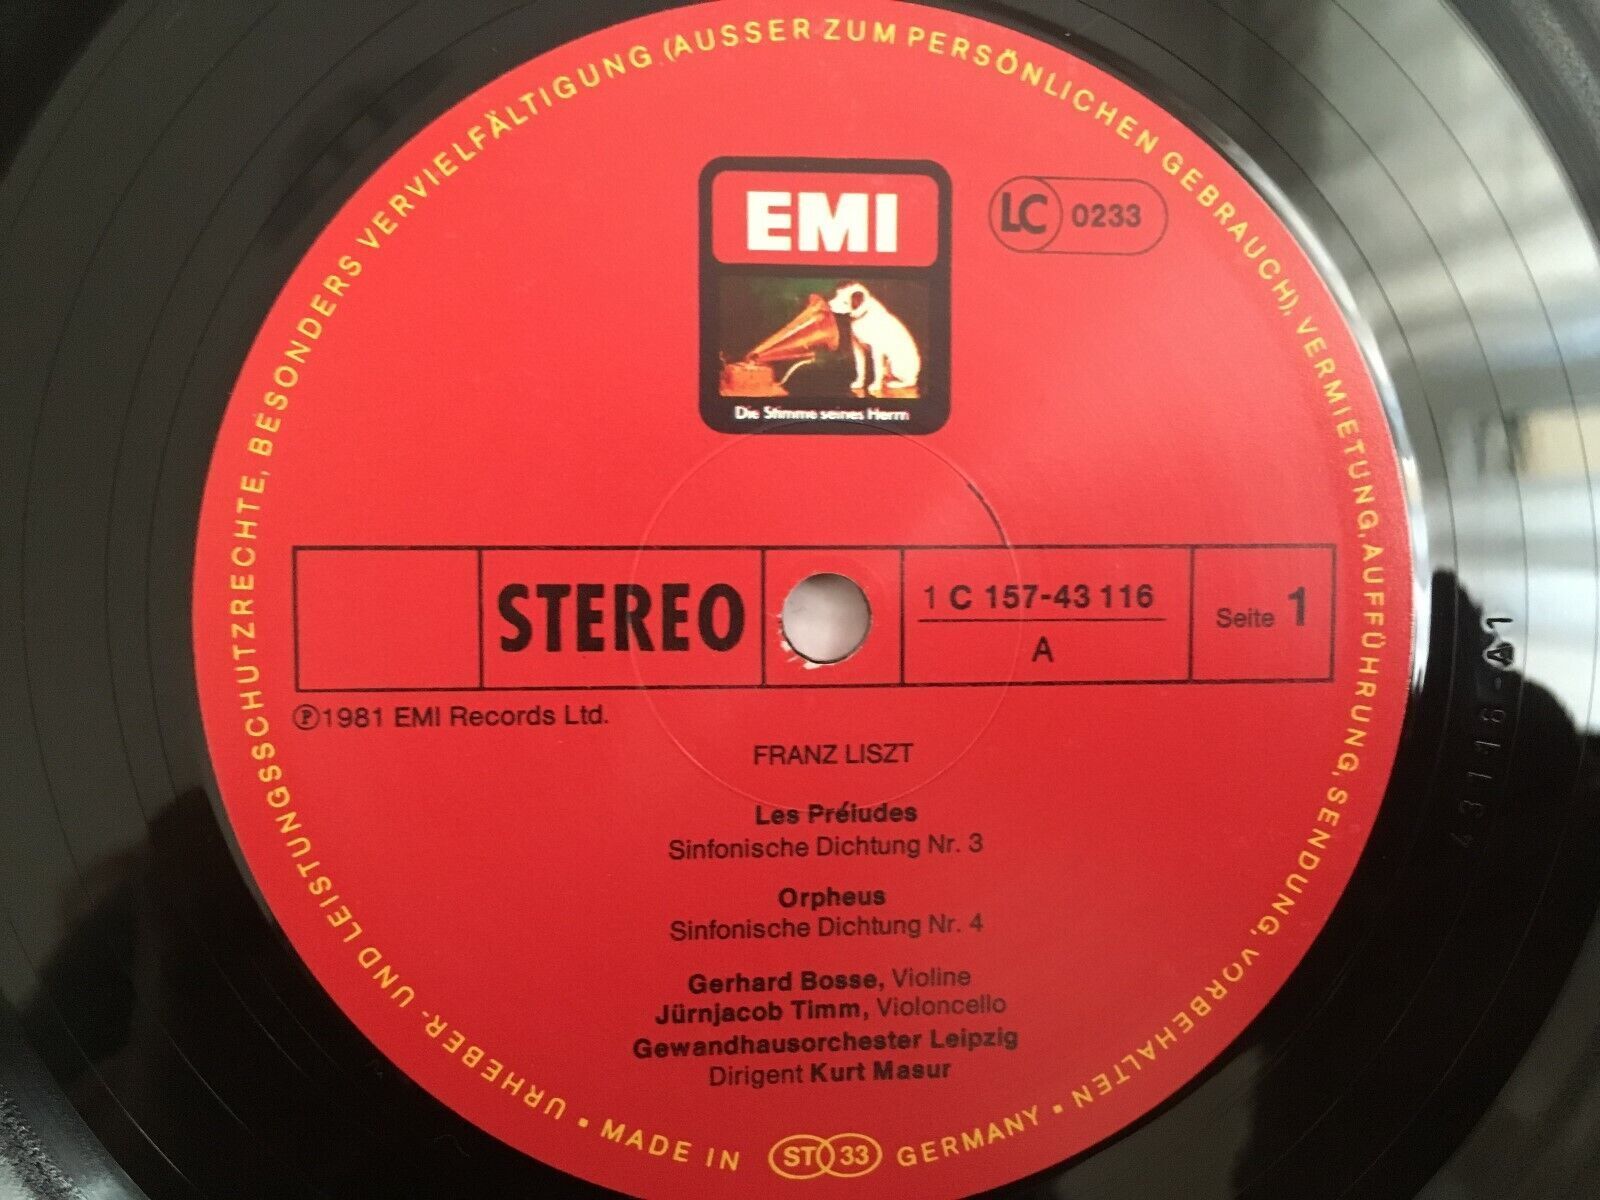 URHEBER- UND LEISTUNGSSCHUTZRECHTE, BESONDERS VERVIELFÄLTIGUNG (AUSSER ZUM PERSÖNLICHEN GEBRAUCH), VERMIETUNG, AUFFÜHRUNG, SENDUNG, VORBEHALTEN •
EMI
LC 0233
Die Stimme seines Herrn
STEREO
1 C 157-43 116
A
Seite 1
℗1981 EMI Records Ltd.
FRANZ LISZT
Les Préludes
Sinfonische Dichtung Nr. 3
Orpheus
Sinfonische Dichtung Nr. 4
Gerhard Bosse, Violine
Jürnjacob Timm, Violoncello
Gewandhausorchester Leipzig
Dirigent Kurt Masur
• MADE IN ST 33 GERMANY